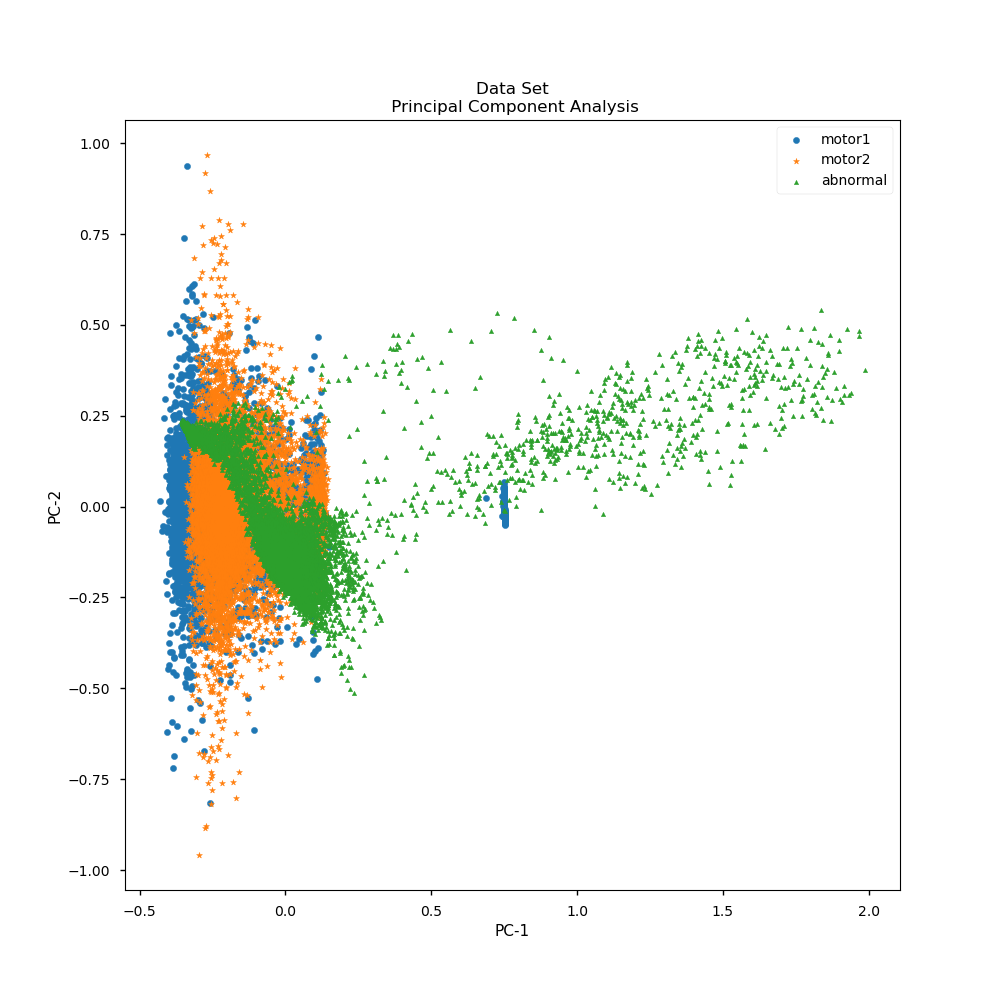 Data Set
Principal Component Analysis
motor1
motor2
abnormal
1.00
0.75
0.50
0.25
0.00
−0.25
−0.50
−0.75
−1.00
PC-2
−0.5
0.0
0.5
1.0
1.5
2.0
PC-1